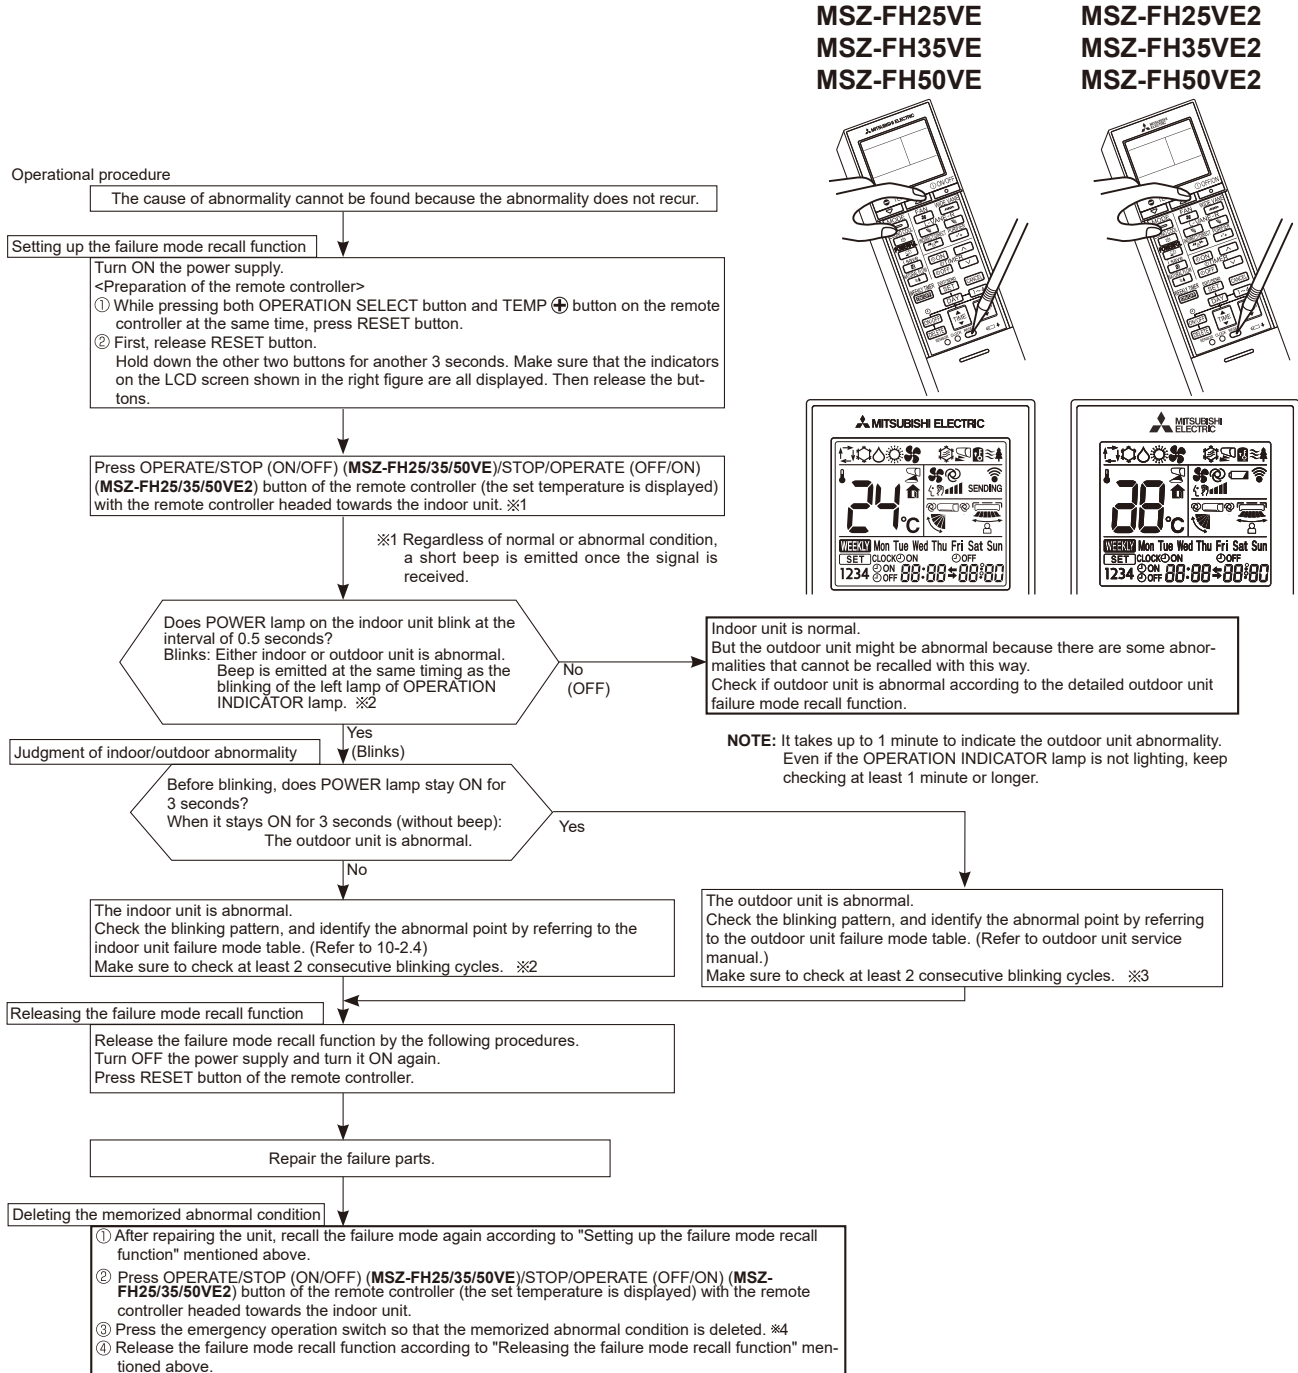 MSZ-FH25VE
MSZ-FH35VE
MSZ-FH50VE
MSZ-FH25VE2
MSZ-FH35VE2
MSZ-FH50VE2
Operational procedure
The cause of abnormality cannot be found because the abnormality does not recur.
Setting up the failure mode recall function
Turn ON the power supply.
<Preparation of the remote controller>
① While pressing both OPERATION SELECT button and TEMP ⊕ button on the remote
controller at the same time, press RESET button.
② First, release RESET button.
Hold down the other two buttons for another 3 seconds. Make sure that the indicators
on the LCD screen shown in the right figure are all displayed. Then release the but-
tons.
Press OPERATE/STOP (ON/OFF) (MSZ-FH25/35/50VE)/STOP/OPERATE (OFF/ON)
(MSZ-FH25/35/50VE2) button of the remote controller (the set temperature is displayed)
with the remote controller headed towards the indoor unit. ※1
※1 Regardless of normal or abnormal condition,
a short beep is emitted once the signal is
received.
MITSUBISHI ELECTRIC
24°C
SENDING
WEEKLY Mon Tue Wed Thu Fri Sat Sun
SET CLOCK ON OFF
1234 ON OFF 88:88 88:80
MITSUBISHI
ELECTRIC
88°C
WEEKLY Mon Tue Wed Thu Fri Sat Sun
SET CLOCK ON OFF
1234 ON OFF 88:88 88:80
Does POWER lamp on the indoor unit blink at the
interval of 0.5 seconds?
Blinks: Either indoor or outdoor unit is abnormal.
Beep is emitted at the same timing as the
blinking of the left lamp of OPERATION
INDICATOR lamp. ※2
No
(OFF)
Indoor unit is normal.
But the outdoor unit might be abnormal because there are some abnor-
malities that cannot be recalled with this way.
Check if outdoor unit is abnormal according to the detailed outdoor unit
failure mode recall function.
NOTE: It takes up to 1 minute to indicate the outdoor unit abnormality.
Even if the OPERATION INDICATOR lamp is not lighting, keep
checking at least 1 minute or longer.
Yes
(Blinks)
Judgment of indoor/outdoor abnormality
Before blinking, does POWER lamp stay ON for
3 seconds?
When it stays ON for 3 seconds (without beep):
The outdoor unit is abnormal.
Yes
No
The indoor unit is abnormal.
Check the blinking pattern, and identify the abnormal point by referring to the
indoor unit failure mode table. (Refer to 10-2.4)
Make sure to check at least 2 consecutive blinking cycles. ※2
The outdoor unit is abnormal.
Check the blinking pattern, and identify the abnormal point by referring
to the outdoor unit failure mode table. (Refer to outdoor unit service
manual.)
Make sure to check at least 2 consecutive blinking cycles. ※3
Releasing the failure mode recall function
Release the failure mode recall function by the following procedures.
Turn OFF the power supply and turn it ON again.
Press RESET button of the remote controller.
Repair the failure parts.
Deleting the memorized abnormal condition
① After repairing the unit, recall the failure mode again according to "Setting up the failure mode recall
function" mentioned above.
② Press OPERATE/STOP (ON/OFF) (MSZ-FH25/35/50VE)/STOP/OPERATE (OFF/ON) (MSZ-
FH25/35/50VE2) button of the remote controller (the set temperature is displayed) with the remote
controller headed towards the indoor unit.
③ Press the emergency operation switch so that the memorized abnormal condition is deleted. ※4
④ Release the failure mode recall function according to "Releasing the failure mode recall function" men-
tioned above.